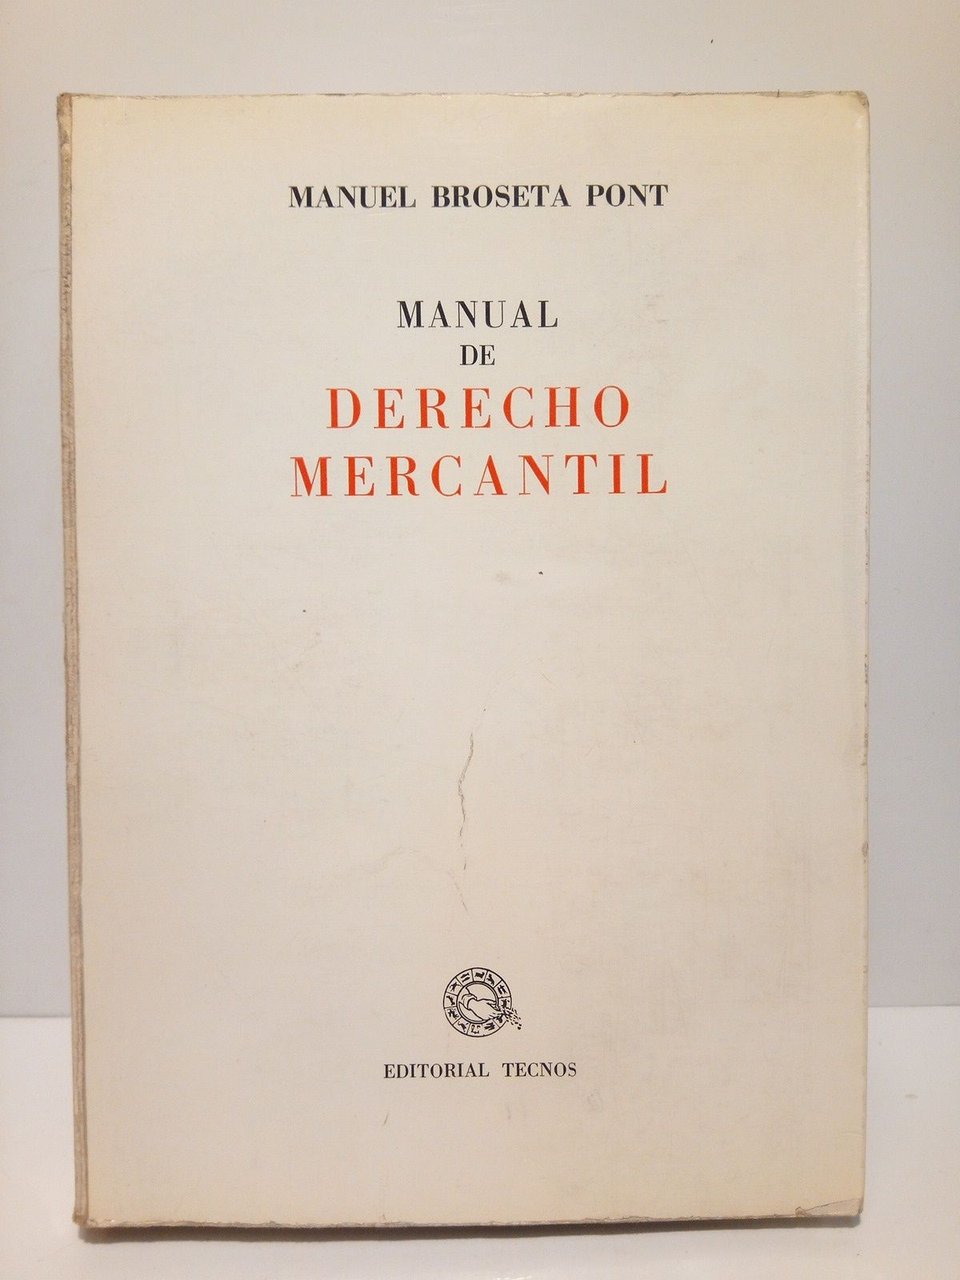 MANUEL BROSETA PONT
MANUAL
DE
DERECHO
MERCANTIL
EDITORIAL TECNOS